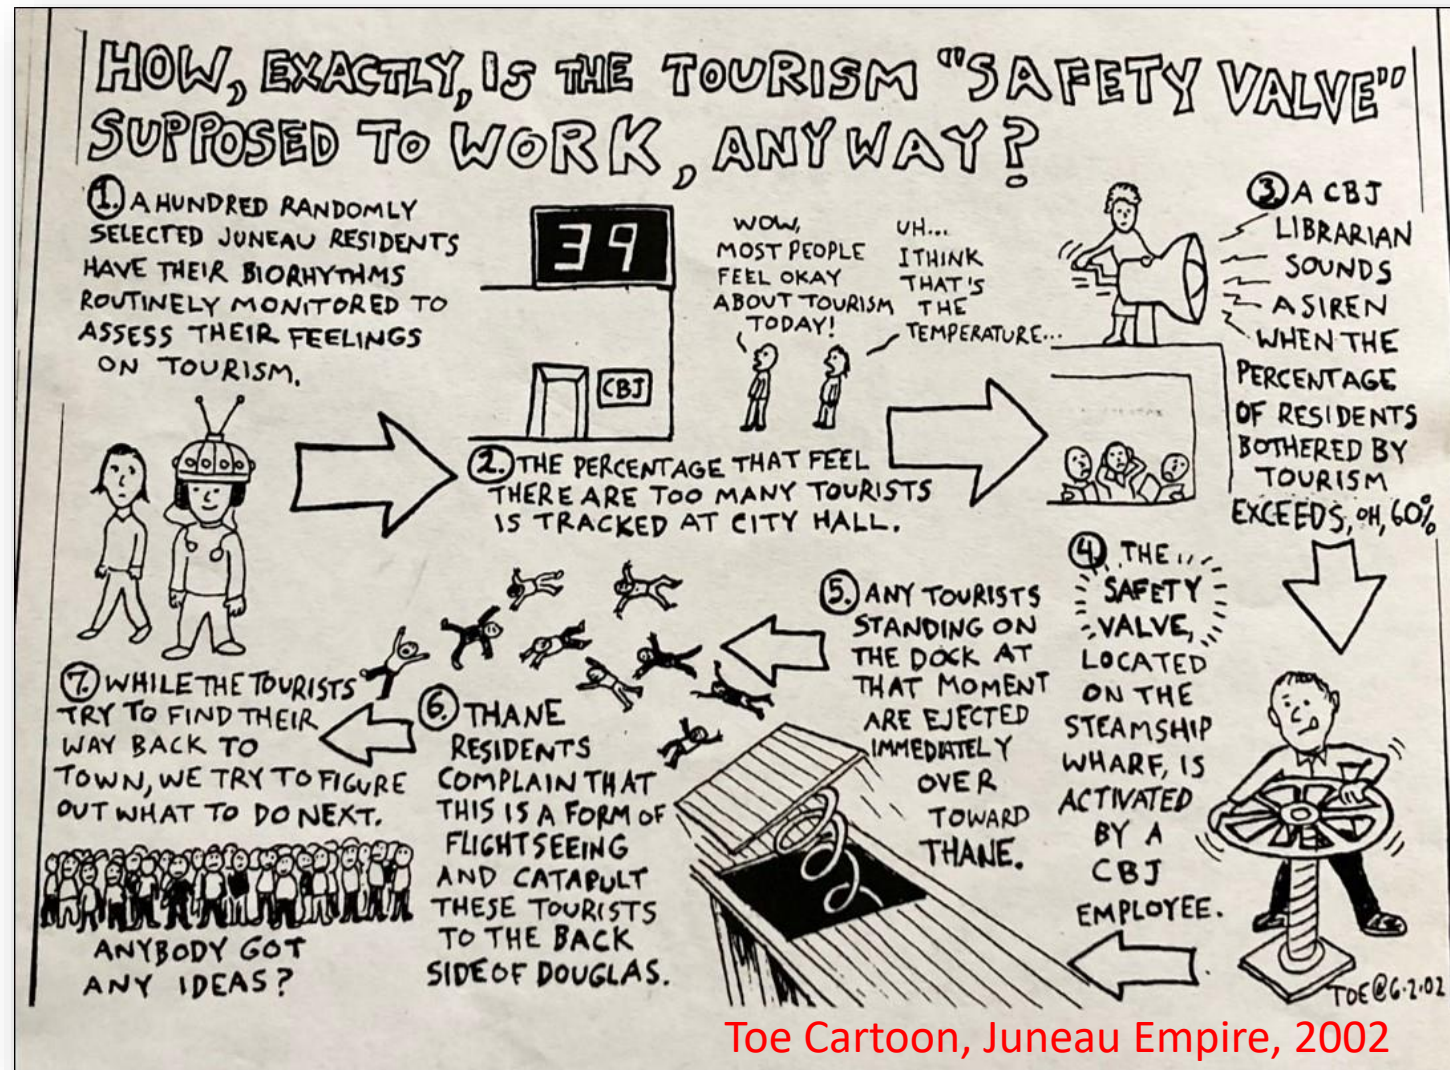 HOW, EXACTLY, IS THE TOURISM "SAFETY VALVE"
SUPPOSED TO WORK, ANYWAY?
1. A HUNDRED RANDOMLY
SELECTED JUNEAU RESIDENTS
HAVE THEIR BIORHYTHMS
ROUTINELY MONITORED TO
ASSESS THEIR FEELINGS
ON TOURISM.
39
CBJ
WOW,
MOST PEOPLE
FEEL OKAY
ABOUT TOURISM
TODAY!
UH...
I THINK
THAT'S
THE
TEMPERATURE...
2. THE PERCENTAGE THAT FEEL
THERE ARE TOO MANY TOURISTS
IS TRACKED AT CITY HALL.
3. A CBJ
LIBRARIAN
SOUNDS
A SIREN
WHEN THE
PERCENTAGE
OF RESIDENTS
BOTHERED BY
TOURISM
EXCEEDS, OH, 60%
4. THE
SAFETY
VALVE,
LOCATED
ON THE
STEAMSHIP
WHARF, IS
ACTIVATED
BY A
CBJ
EMPLOYEE.
5. ANY TOURISTS
STANDING ON
THE DOCK AT
THAT MOMENT
ARE EJECTED
IMMEDIATELY
OVER
TOWARD
THANE.
6. THANE
RESIDENTS
COMPLAIN THAT
THIS IS A FORM OF
FLIGHTSEEING
AND CATAPULT
THESE TOURISTS
TO THE BACK
SIDE OF DOUGLAS.
7. WHILE THE TOURISTS
TRY TO FIND THEIR
WAY BACK TO
TOWN, WE TRY TO FIGURE
OUT WHAT TO DO NEXT.
ANYBODY GOT
ANY IDEAS?
TOE@6.2.02
Toe Cartoon, Juneau Empire, 2002